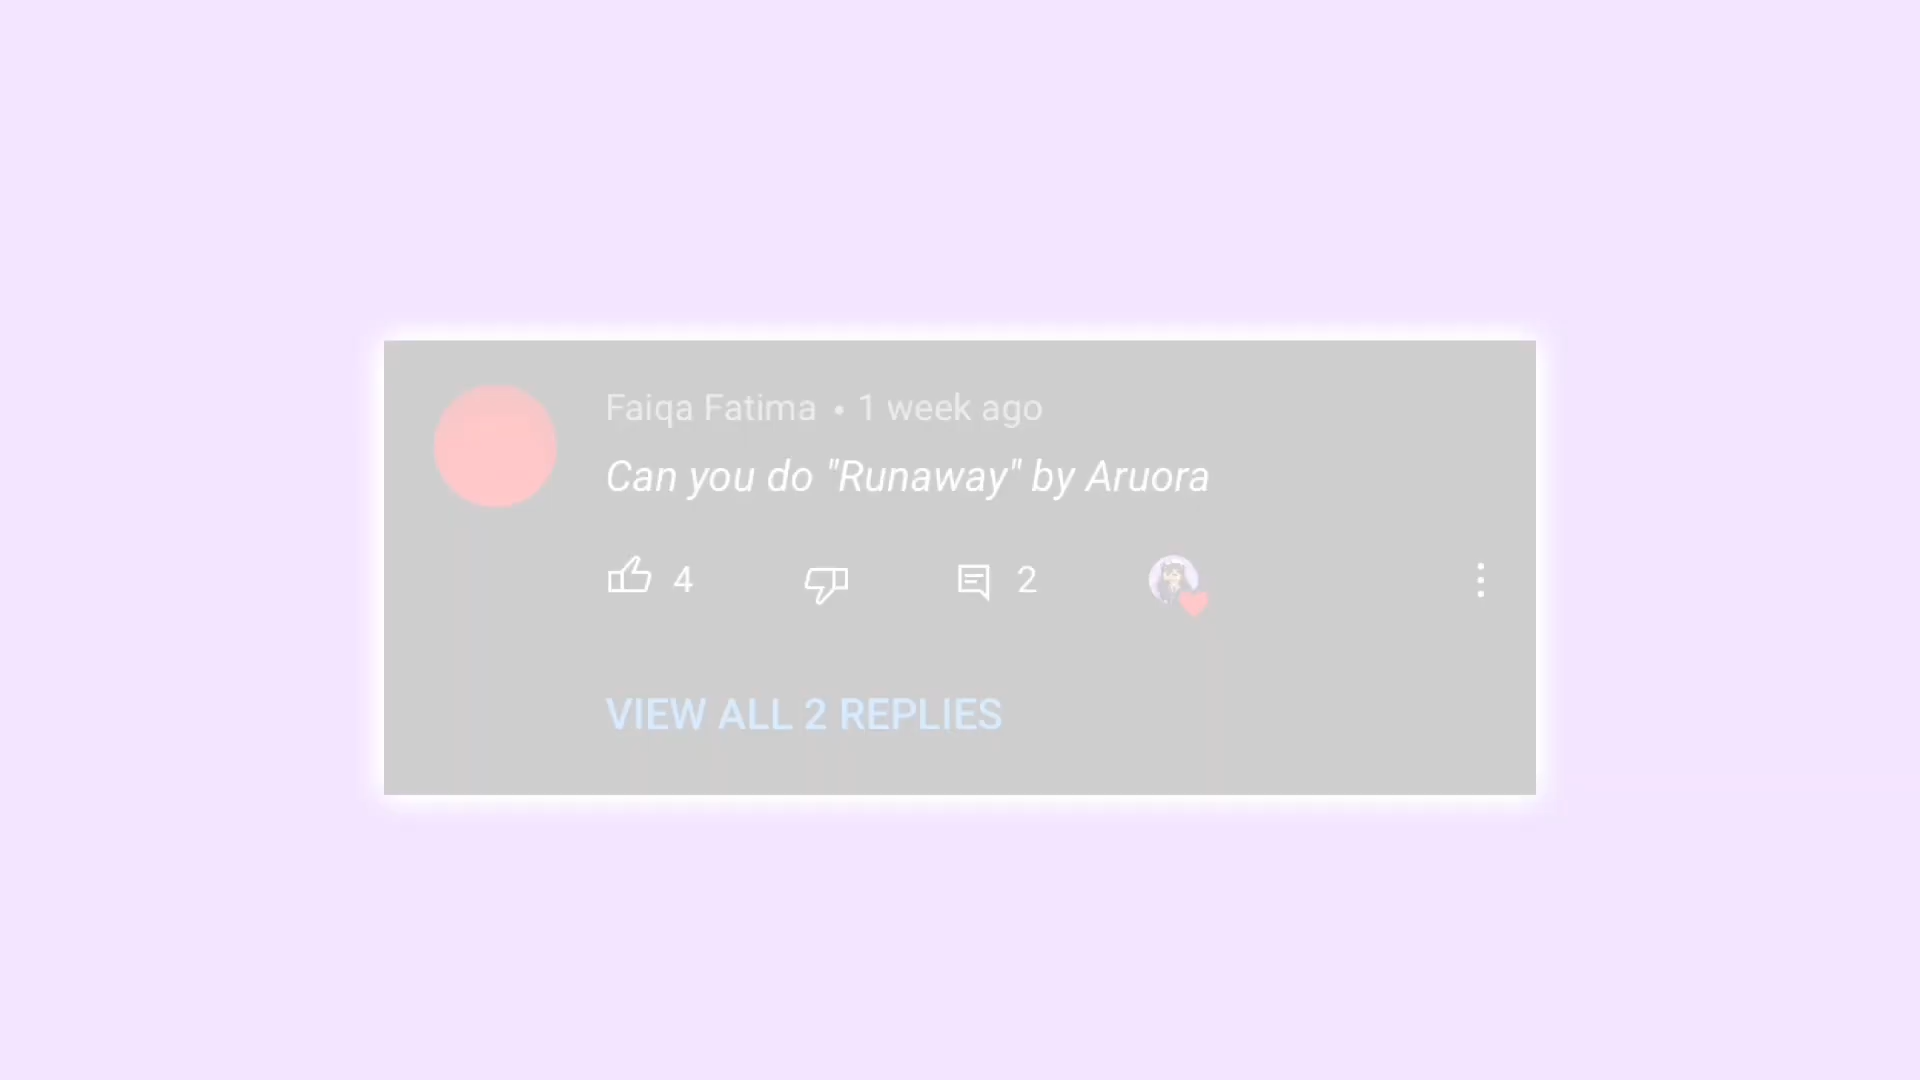 Faiqa Fatima • 1 week ago
Can you do "Runaway" by Aruora
4
2
VIEW ALL 2 REPLIES